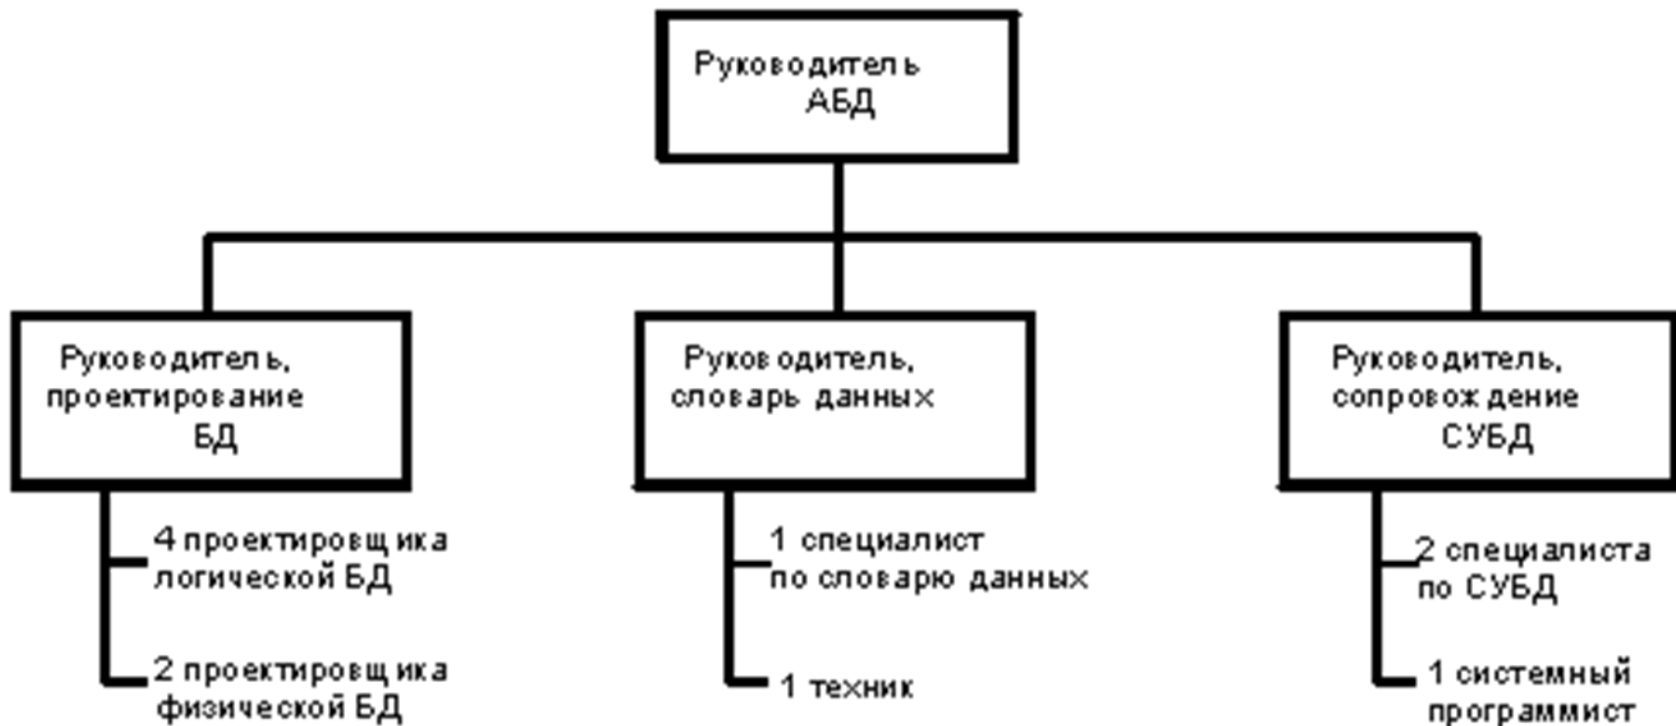 Руководитель
АБД
Руководитель,
проектирование
БД
4 проектировщика
логической БД
2 проектировщика
физической БД
Руководитель,
словарь данных
1 специалист
по словарю данных
1 техник
Руководитель,
сопровождение
СУБД
2 специалиста
по СУБД
1 системный
программист